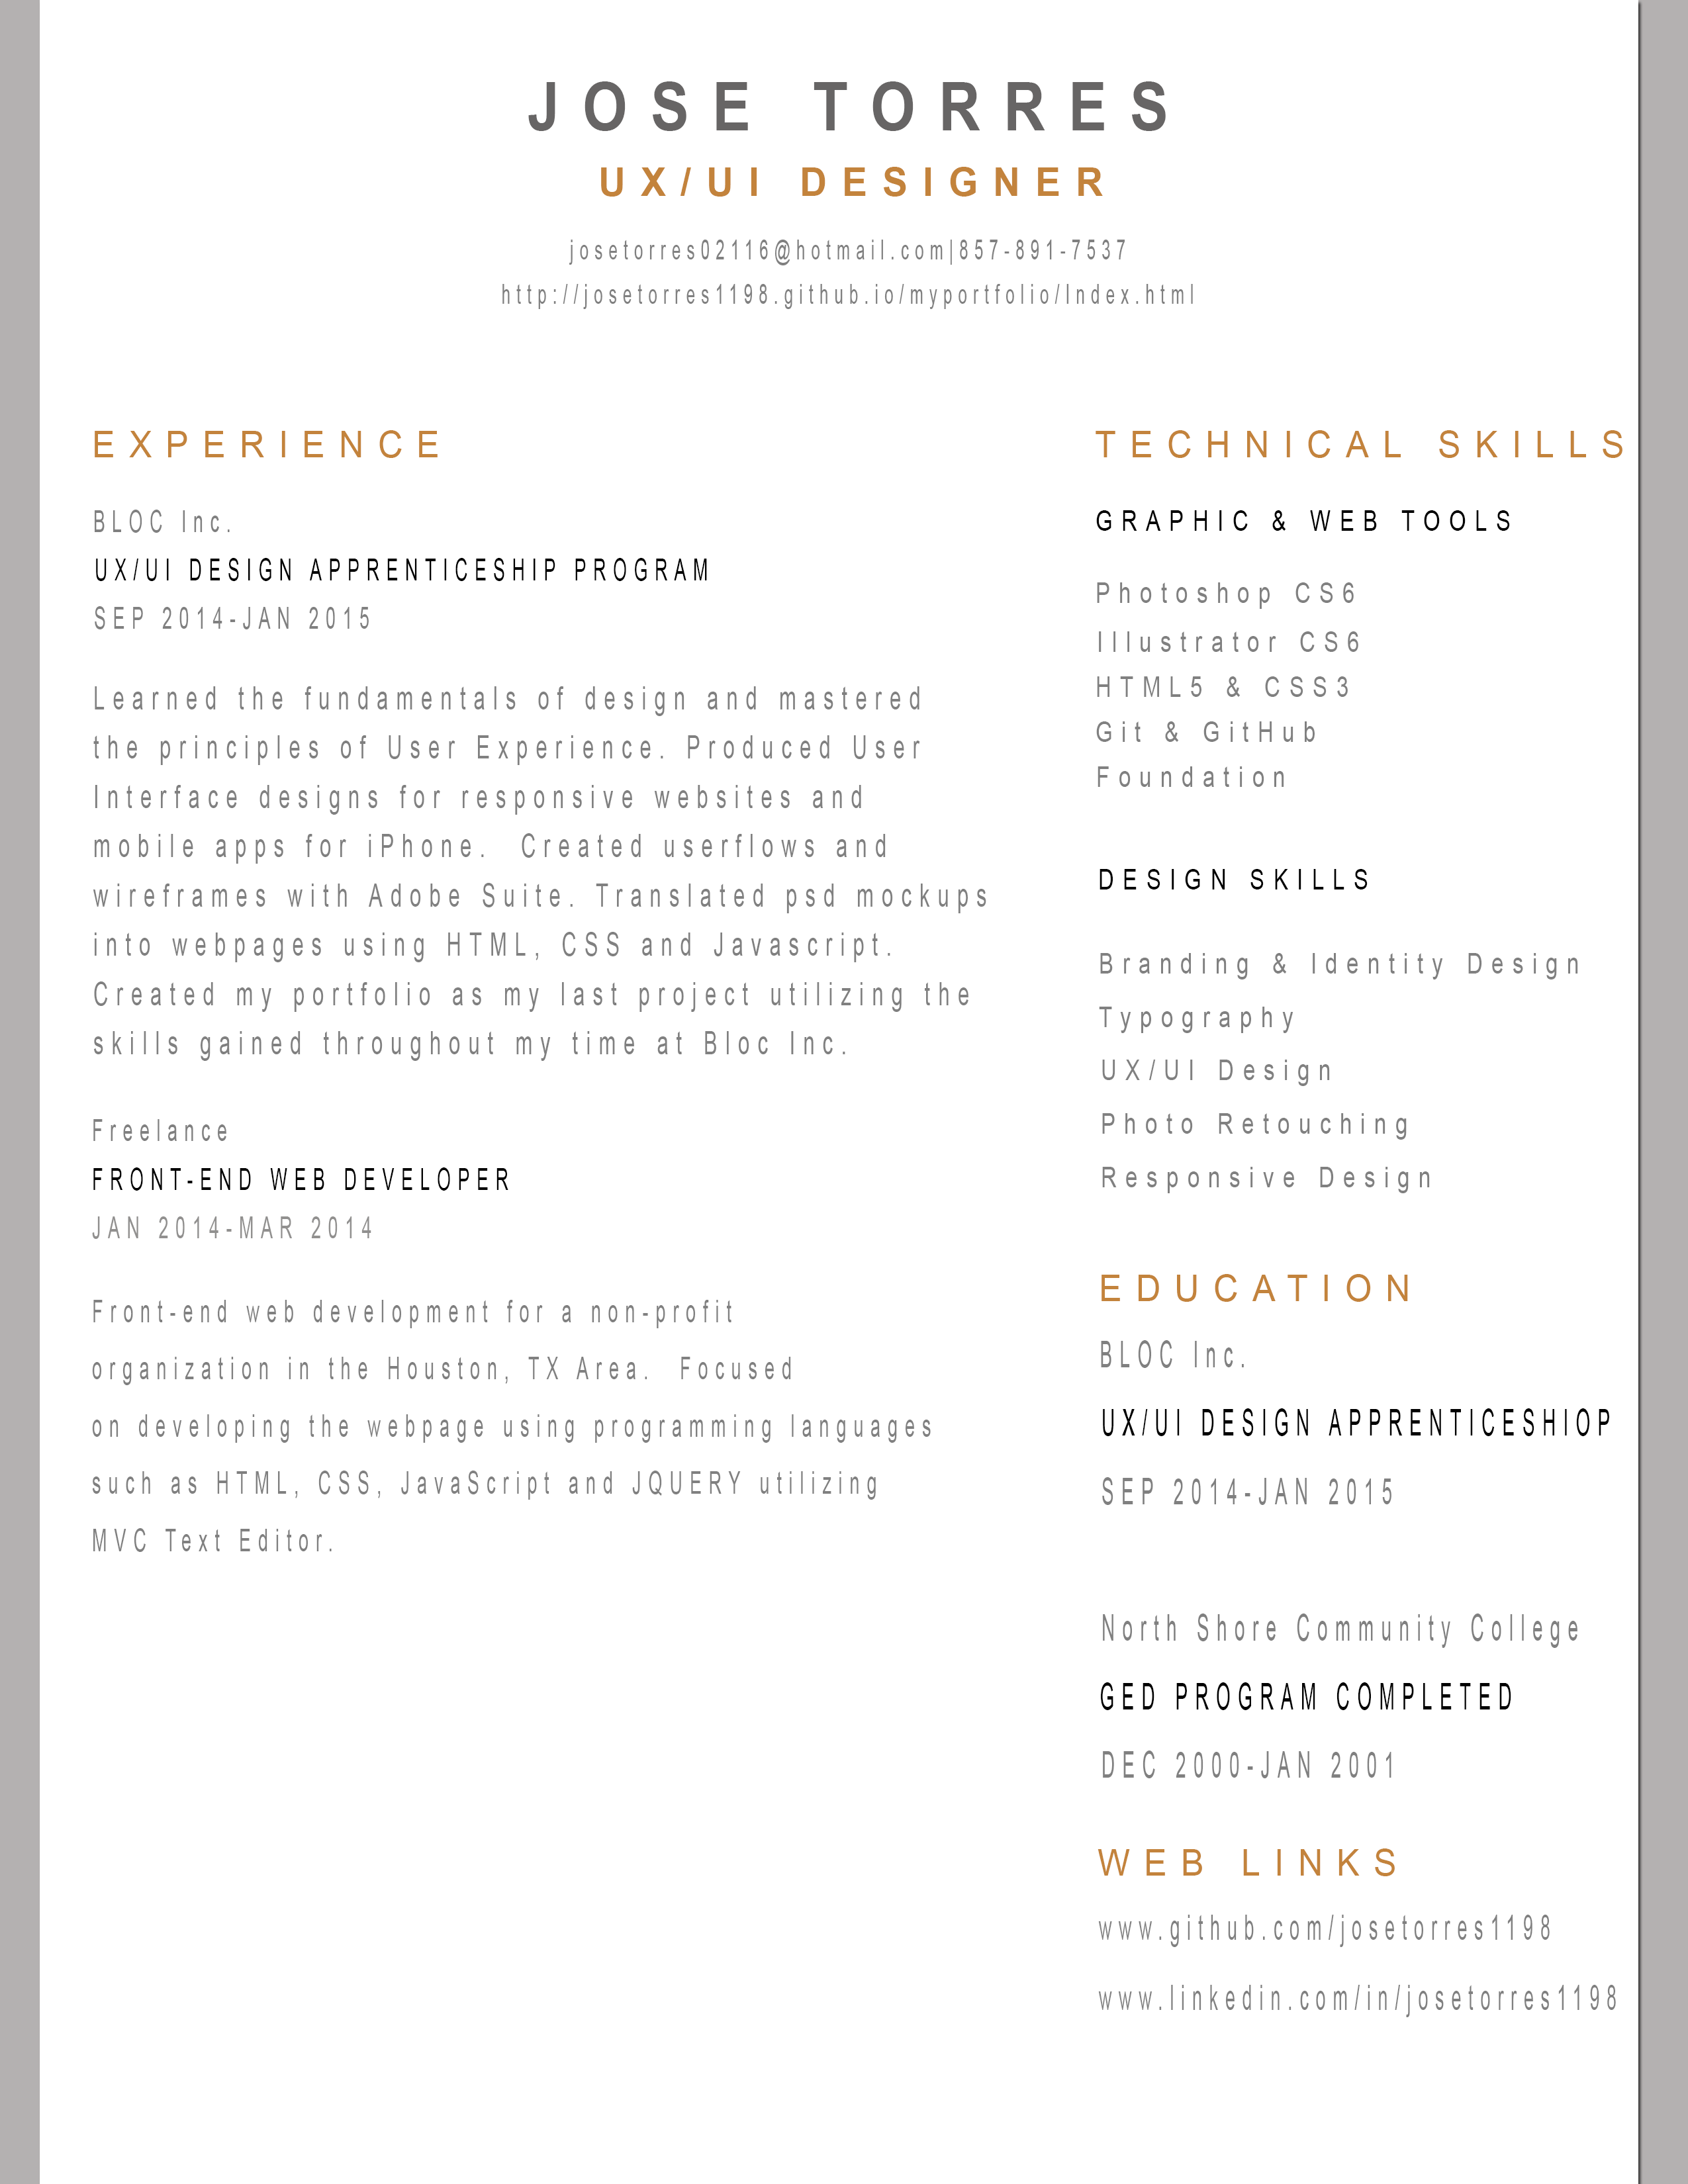 JOSE TORRES
UX/UI DESIGNER
josetorres02116@hotmail.com|857-891-7537
http://josetorres1198.github.io/myportfolio/Index.html
EXPERIENCE
BLOC Inc.
UX/UI DESIGN APPRENTICESHIP PROGRAM
SEP 2014-JAN 2015
Learned the fundamentals of design and mastered
the principles of User Experience. Produced User
Interface designs for responsive websites and
mobile apps for iPhone.  Created userflows and
wireframes with Adobe Suite. Translated psd mockups
into webpages using HTML, CSS and Javascript.
Created my portfolio as my last project utilizing the
skills gained throughout my time at Bloc Inc.
Freelance
FRONT-END WEB DEVELOPER
JAN 2014-MAR 2014
Front-end web development for a non-profit
organization in the Houston, TX Area.  Focused
on developing the webpage using programming languages
such as HTML, CSS, JavaScript and JQUERY utilizing
MVC Text Editor.
TECHNICAL SKILLS
GRAPHIC & WEB TOOLS
Photoshop CS6
Illustrator CS6
HTML5 & CSS3
Git & GitHub
Foundation
DESIGN SKILLS
Branding & Identity Design
Typography
UX/UI Design
Photo Retouching
Responsive Design
EDUCATION
BLOC Inc.
UX/UI DESIGN APPRENTICESHIOP
SEP 2014-JAN 2015
North Shore Community College
GED PROGRAM COMPLETED
DEC 2000-JAN 2001
WEB LINKS
www.github.com/josetorres1198
www.linkedin.com/in/josetorres1198